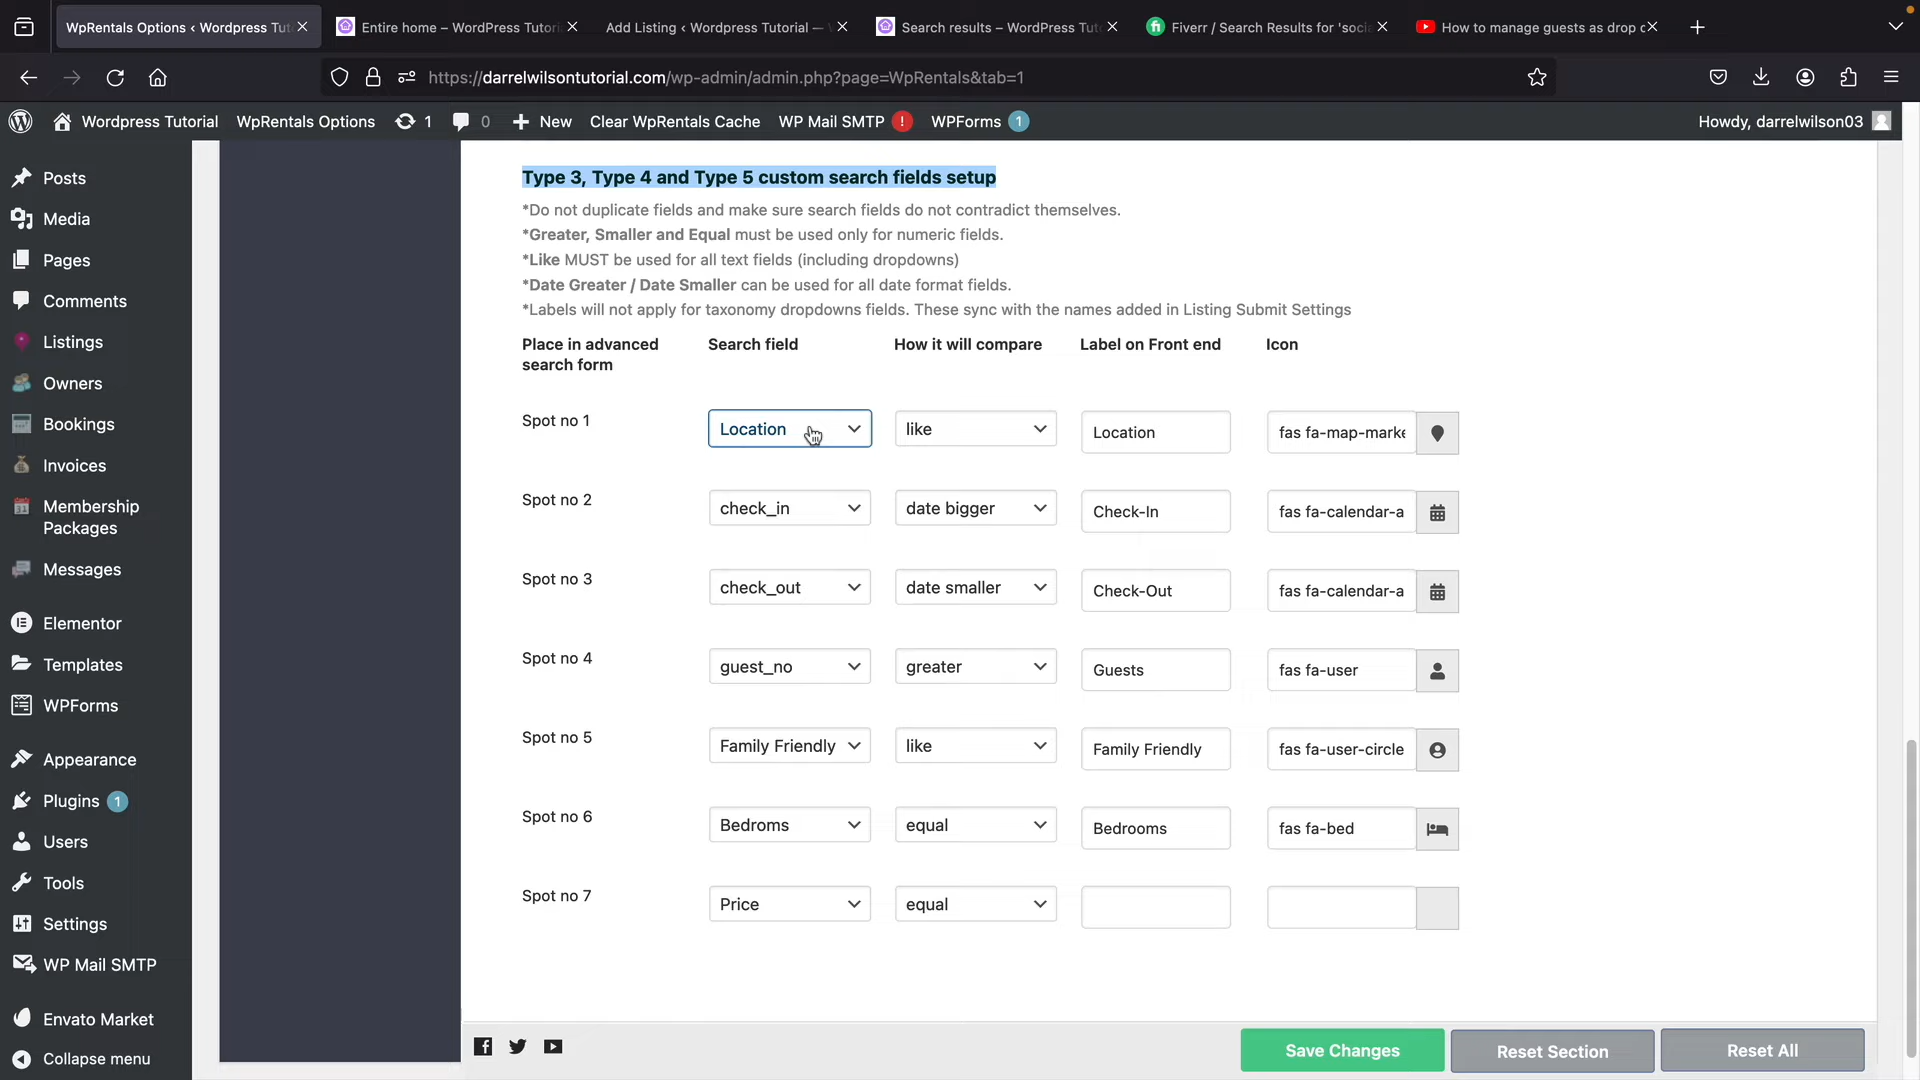 WpRentals Options ‹ Wordpress Tut
Entire home – WordPress Tutori
Add Listing ‹ Wordpress Tutorial —
Search results – WordPress Tut
Fiverr / Search Results for 'soci
How to manage guests as drop
https://darrelwilsontutorial.com/wp-admin/admin.php?page=WpRentals&tab=1
Wordpress Tutorial
WpRentals Options
1
0
New
Clear WpRentals Cache
WP Mail SMTP !
WPForms 1
Howdy, darrelwilson03
Posts
Media
Pages
Comments
Listings
Owners
Bookings
Invoices
Membership
Packages
Messages
Elementor
Templates
WPForms
Appearance
Plugins 1
Users
Tools
Settings
WP Mail SMTP
Envato Market
Collapse menu
Type 3, Type 4 and Type 5 custom search fields setup
*Do not duplicate fields and make sure search fields do not contradict themselves.
*Greater, Smaller and Equal must be used only for numeric fields.
*Like MUST be used for all text fields (including dropdowns)
*Date Greater / Date Smaller can be used for all date format fields.
*Labels will not apply for taxonomy dropdowns fields. These sync with the names added in Listing Submit Settings
Place in advanced search form Search field How it will compare Label on Front end Icon
Spot no 1 Location like Location fas fa-map-marke
Spot no 2 check_in date bigger Check-In fas fa-calendar-a
Spot no 3 check_out date smaller Check-Out fas fa-calendar-a
Spot no 4 guest_no greater Guests fas fa-user
Spot no 5 Family Friendly like Family Friendly fas fa-user-circle
Spot no 6 Bedroms equal Bedrooms fas fa-bed
Spot no 7 Price equal
Save Changes
Reset Section
Reset All